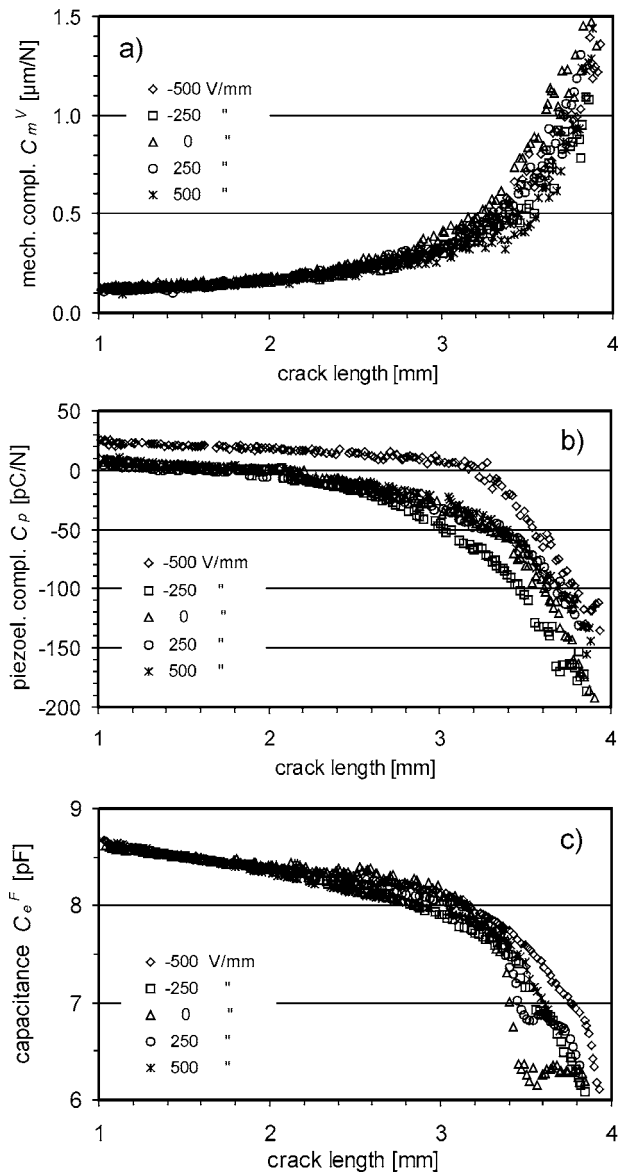 a)
mech. compl. C_m^V [µm/N]
1.5
1.0
0.5
0.0
◇ -500 V/mm
□ -250 "
△ 0 "
○ 250 "
✳ 500 "
1 2 3 4
crack length [mm]
b)
piezoel. compl. C_p [pC/N]
50
0
-50
-100
-150
-200
◇ -500 V/mm
□ -250 "
△ 0 "
○ 250 "
✳ 500 "
1 2 3 4
crack length [mm]
c)
capacitance C_e^F [pF]
9
8
7
6
◇ -500 V/mm
□ -250 "
△ 0 "
○ 250 "
✳ 500 "
1 2 3 4
crack length [mm]